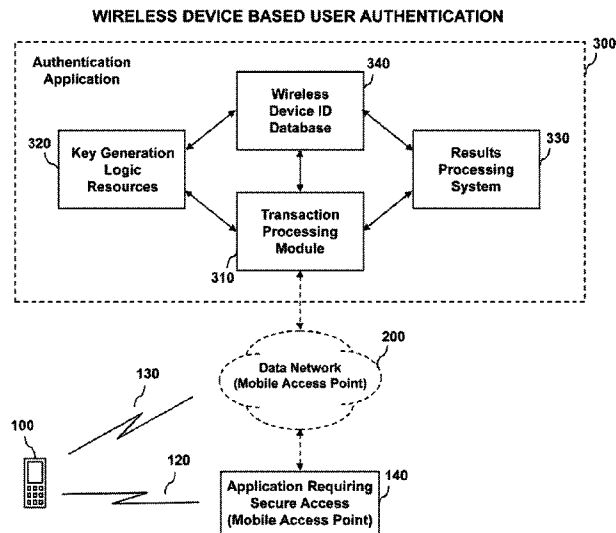 WIRELESS DEVICE BASED USER AUTHENTICATION
300
Authentication
Application
340
Wireless
Device ID
Database
320
Key Generation
Logic
Resources
330
Results
Processing
System
Transaction
Processing
Module
310
200
Data Network
(Mobile Access Point)
130
100
120
140
Application Requiring
Secure Access
(Mobile Access Point)